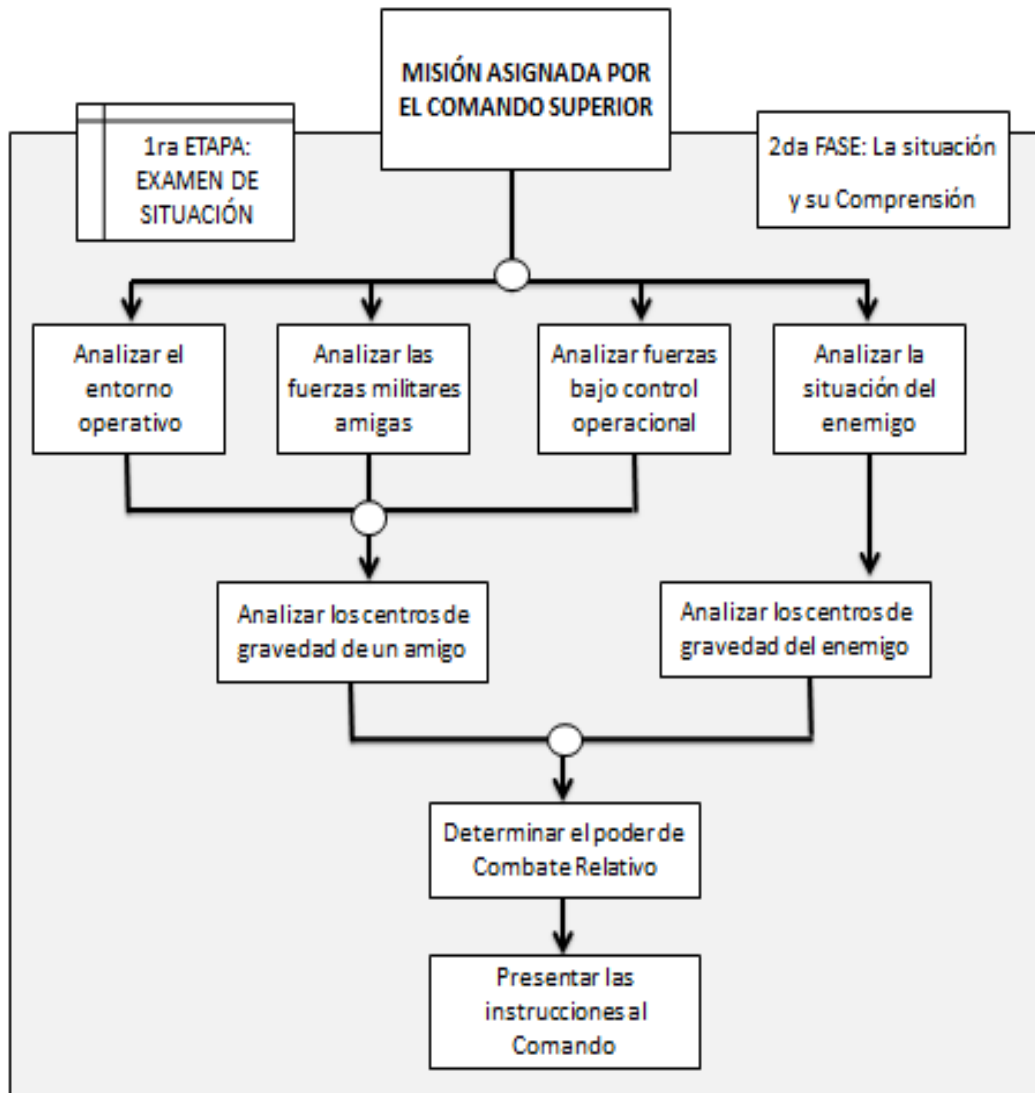 MISIÓN ASIGNADA POR
EL COMANDO SUPERIOR
1ra ETAPA:
EXAMEN DE
SITUACIÓN
2da FASE: La situación
y su Comprensión
Analizar el
entorno
operativo
Analizar las
fuerzas militares
amigas
Analizar fuerzas
bajo control
operacional
Analizar la
situación del
enemigo
Analizar los centros de
gravedad de un amigo
Analizar los centros de
gravedad del enemigo
Determinar el poder de
Combate Relativo
Presentar las
instrucciones al
Comando